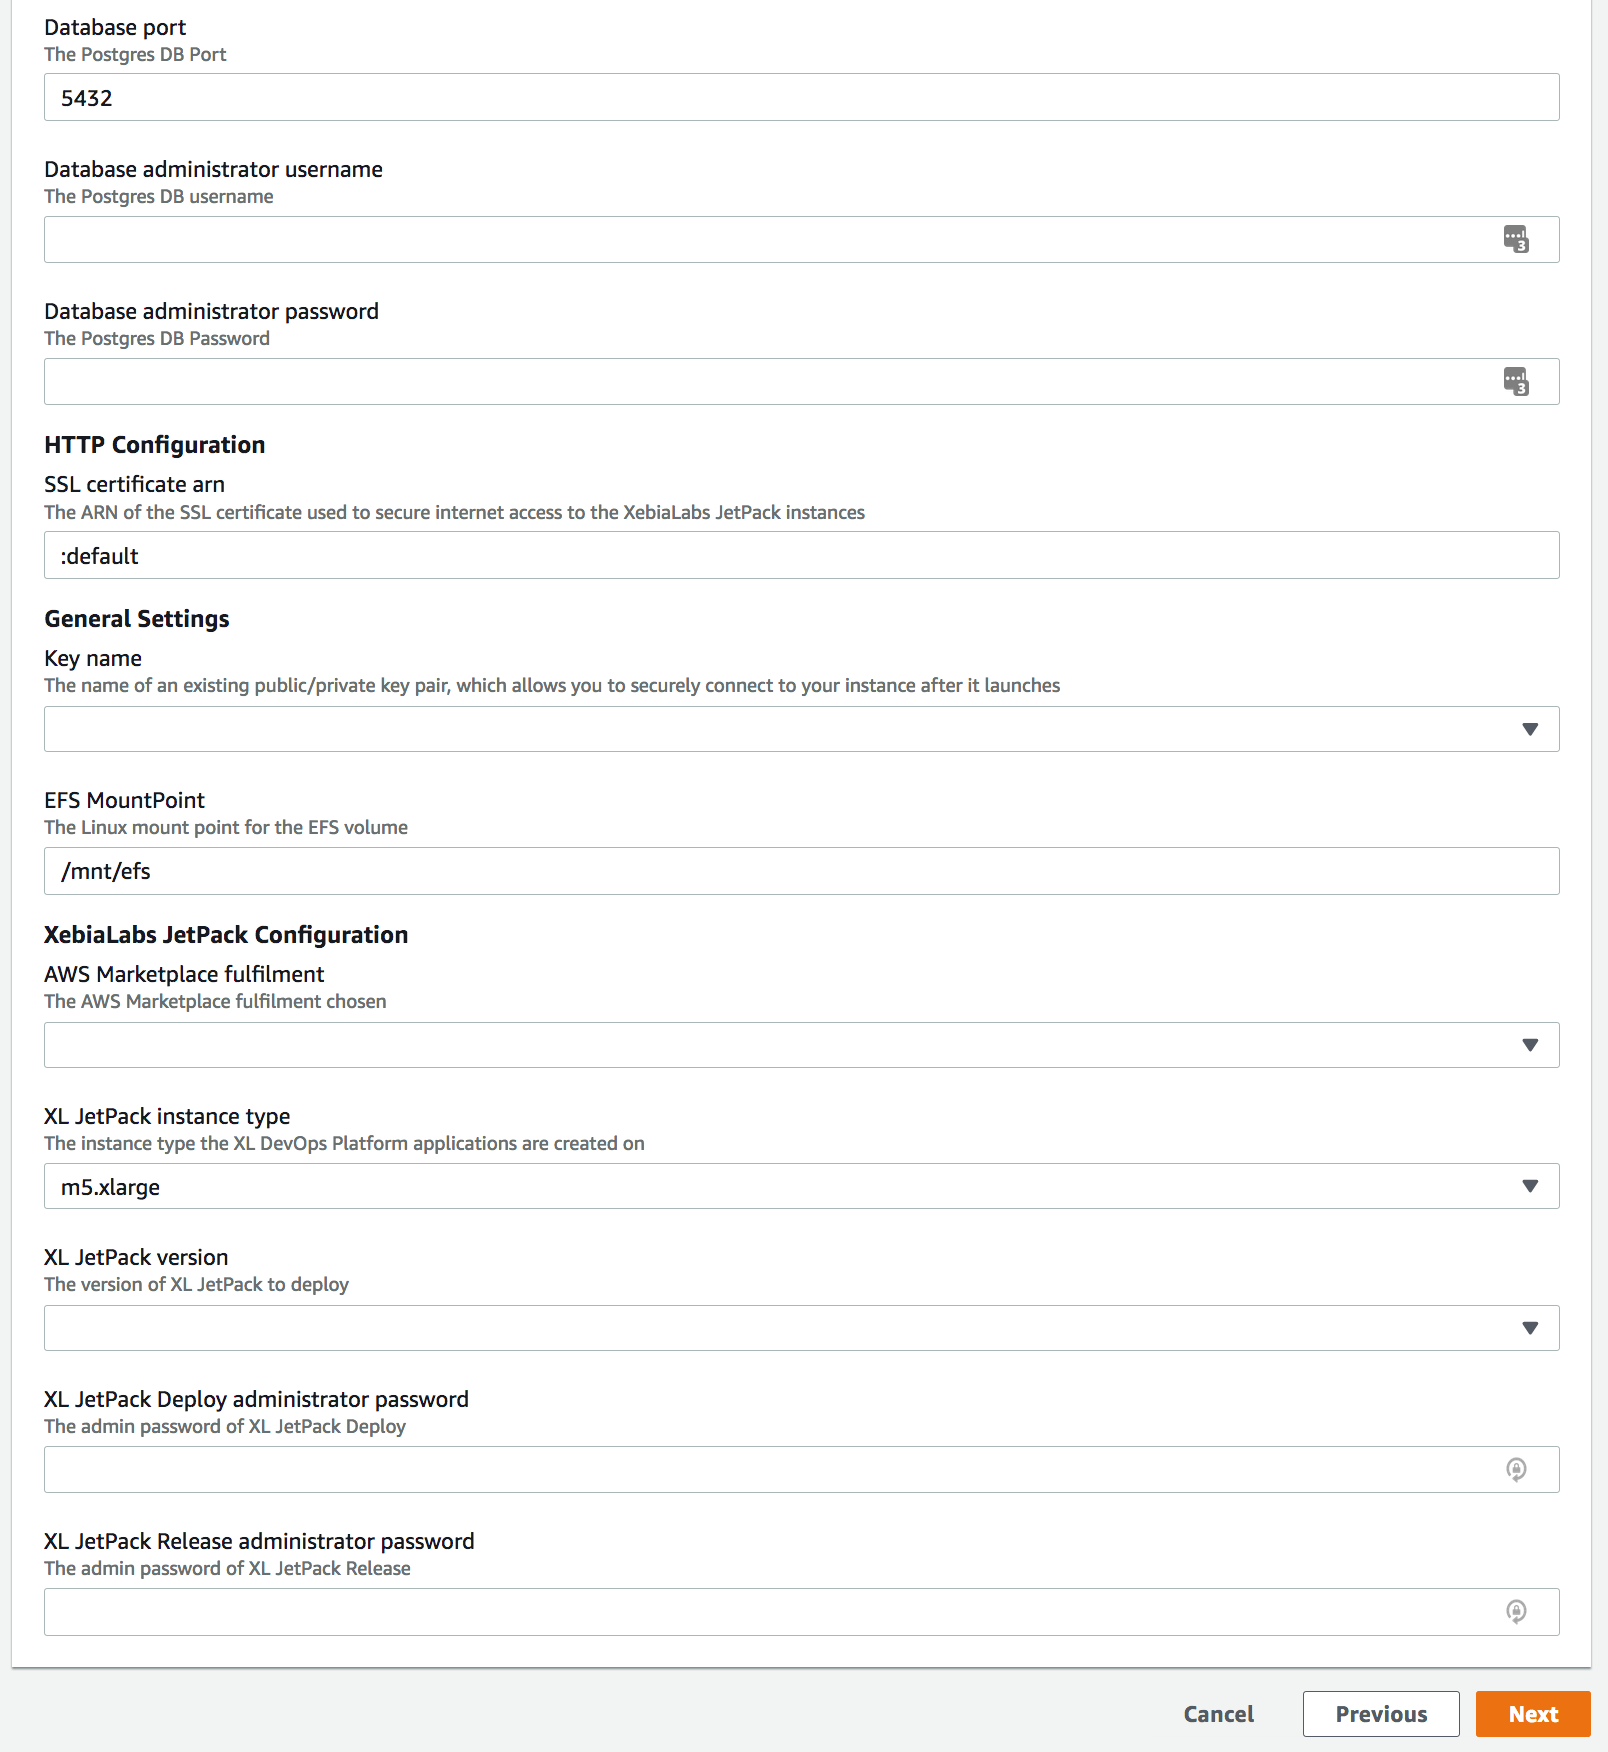 Database port
The Postgres DB Port
5432
Database administrator username
The Postgres DB username
3
Database administrator password
The Postgres DB Password
3
HTTP Configuration
SSL certificate arn
The ARN of the SSL certificate used to secure internet access to the XebiaLabs JetPack instances
:default
General Settings
Key name
The name of an existing public/private key pair, which allows you to securely connect to your instance after it launches
EFS MountPoint
The Linux mount point for the EFS volume
/mnt/efs
XebiaLabs JetPack Configuration
AWS Marketplace fulfilment
The AWS Marketplace fulfilment chosen
XL JetPack instance type
The instance type the XL DevOps Platform applications are created on
m5.xlarge
XL JetPack version
The version of XL JetPack to deploy
XL JetPack Deploy administrator password
The admin password of XL JetPack Deploy
XL JetPack Release administrator password
The admin password of XL JetPack Release
Cancel Previous Next